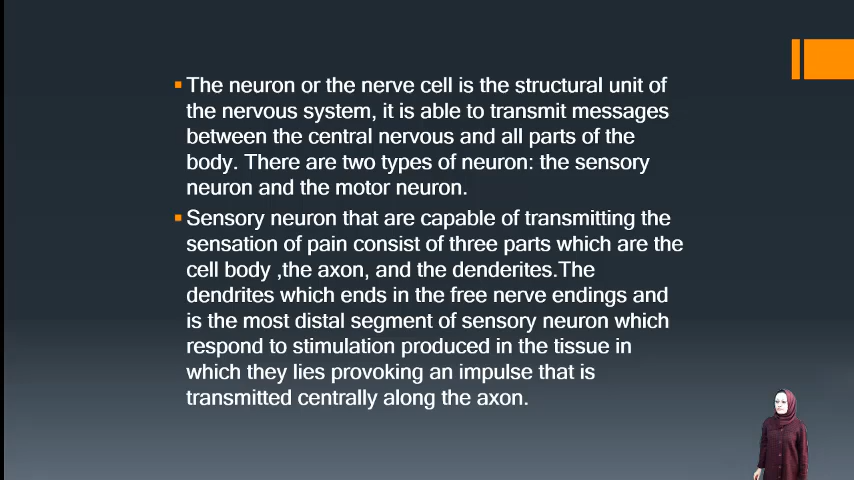 The neuron or the nerve cell is the structural unit of
the nervous system, it is able to transmit messages
between the central nervous and all parts of the
body. There are two types of neuron: the sensory
neuron and the motor neuron.
Sensory neuron that are capable of transmitting the
sensation of pain consist of three parts which are the
cell body ,the axon, and the denderites.The
dendrites which ends in the free nerve endings and
is the most distal segment of sensory neuron which
respond to stimulation produced in the tissue in
which they lies provoking an impulse that is
transmitted centrally along the axon.